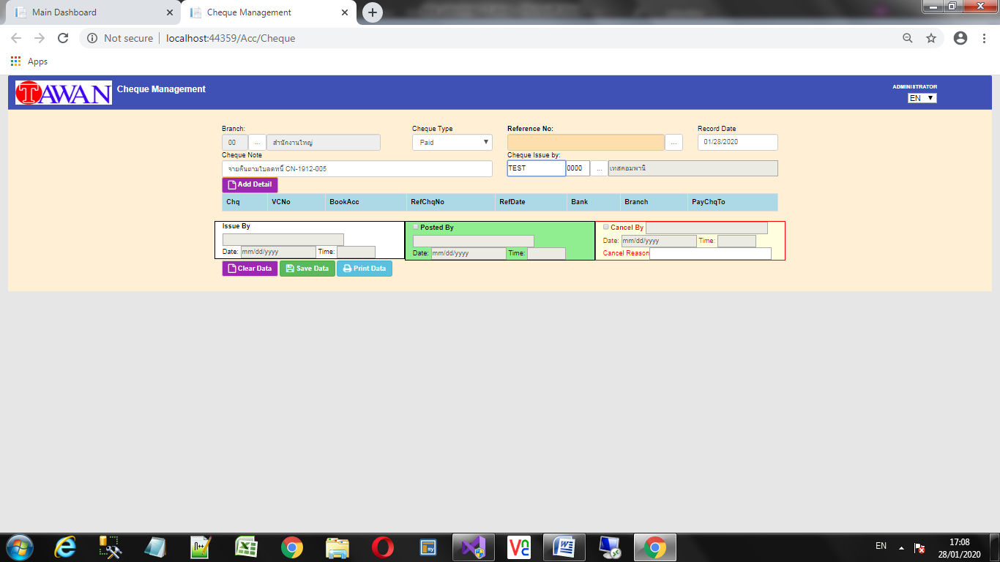 Main Dashboard
Cheque Management
Not secure
localhost:44359/Acc/Cheque
Apps
TAWAN
Cheque Management
ADMINISTRATOR
EN
Branch:
Cheque Type
Reference No:
Record Date
00
...
สำนักงานใหญ่
Paid
...
01/28/2020
Cheque Note
Cheque Issue by:
จ่ายคืนตามใบลดหนี้ CN-1912-005
TEST
0000
...
เทสคอมพานี
Add Detail
Chq VCNo BookAcc RefChqNo RefDate Bank Branch PayChqTo
Issue By
Date: mm/dd/yyyy Time:
Posted By
Date: mm/dd/yyyy Time:
Cancel By
Date: mm/dd/yyyy Time:
Cancel Reason
Clear Data
Save Data
Print Data
EN
17:08
28/01/2020